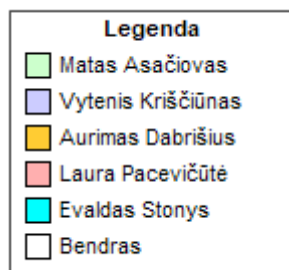 Legenda
Matas Asačiovas
Vytenis Kriščiūnas
Aurimas Dabrišius
Laura Pacevičūtė
Evaldas Stonys
Bendras